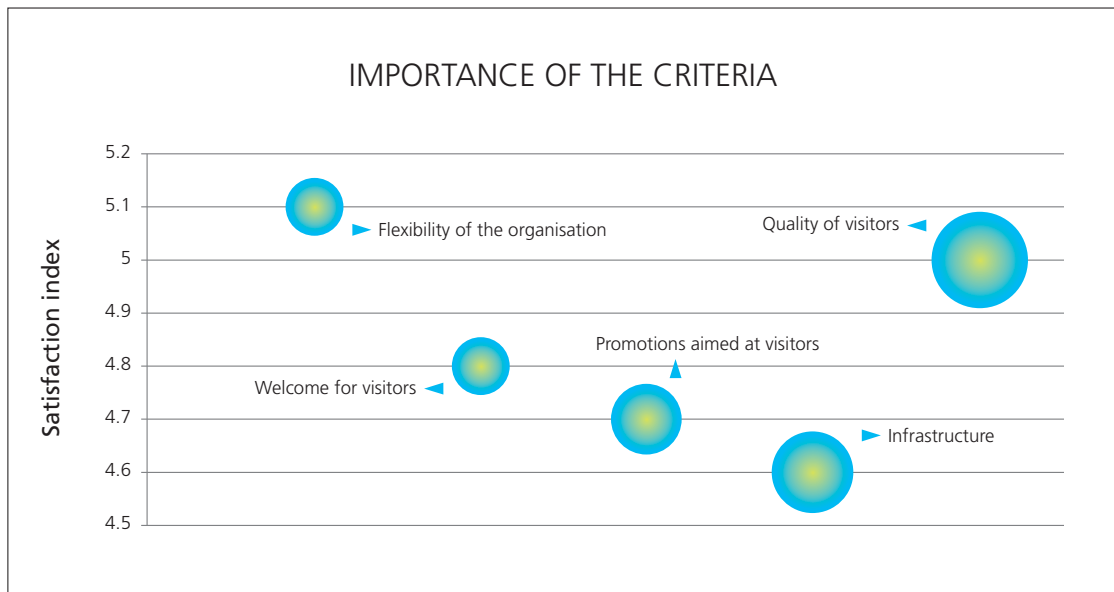 IMPORTANCE OF THE CRITERIA
Satisfaction index
5.2
5.1
5
4.9
4.8
4.7
4.6
4.5
Flexibility of the organisation
Quality of visitors
Promotions aimed at visitors
Welcome for visitors
Infrastructure